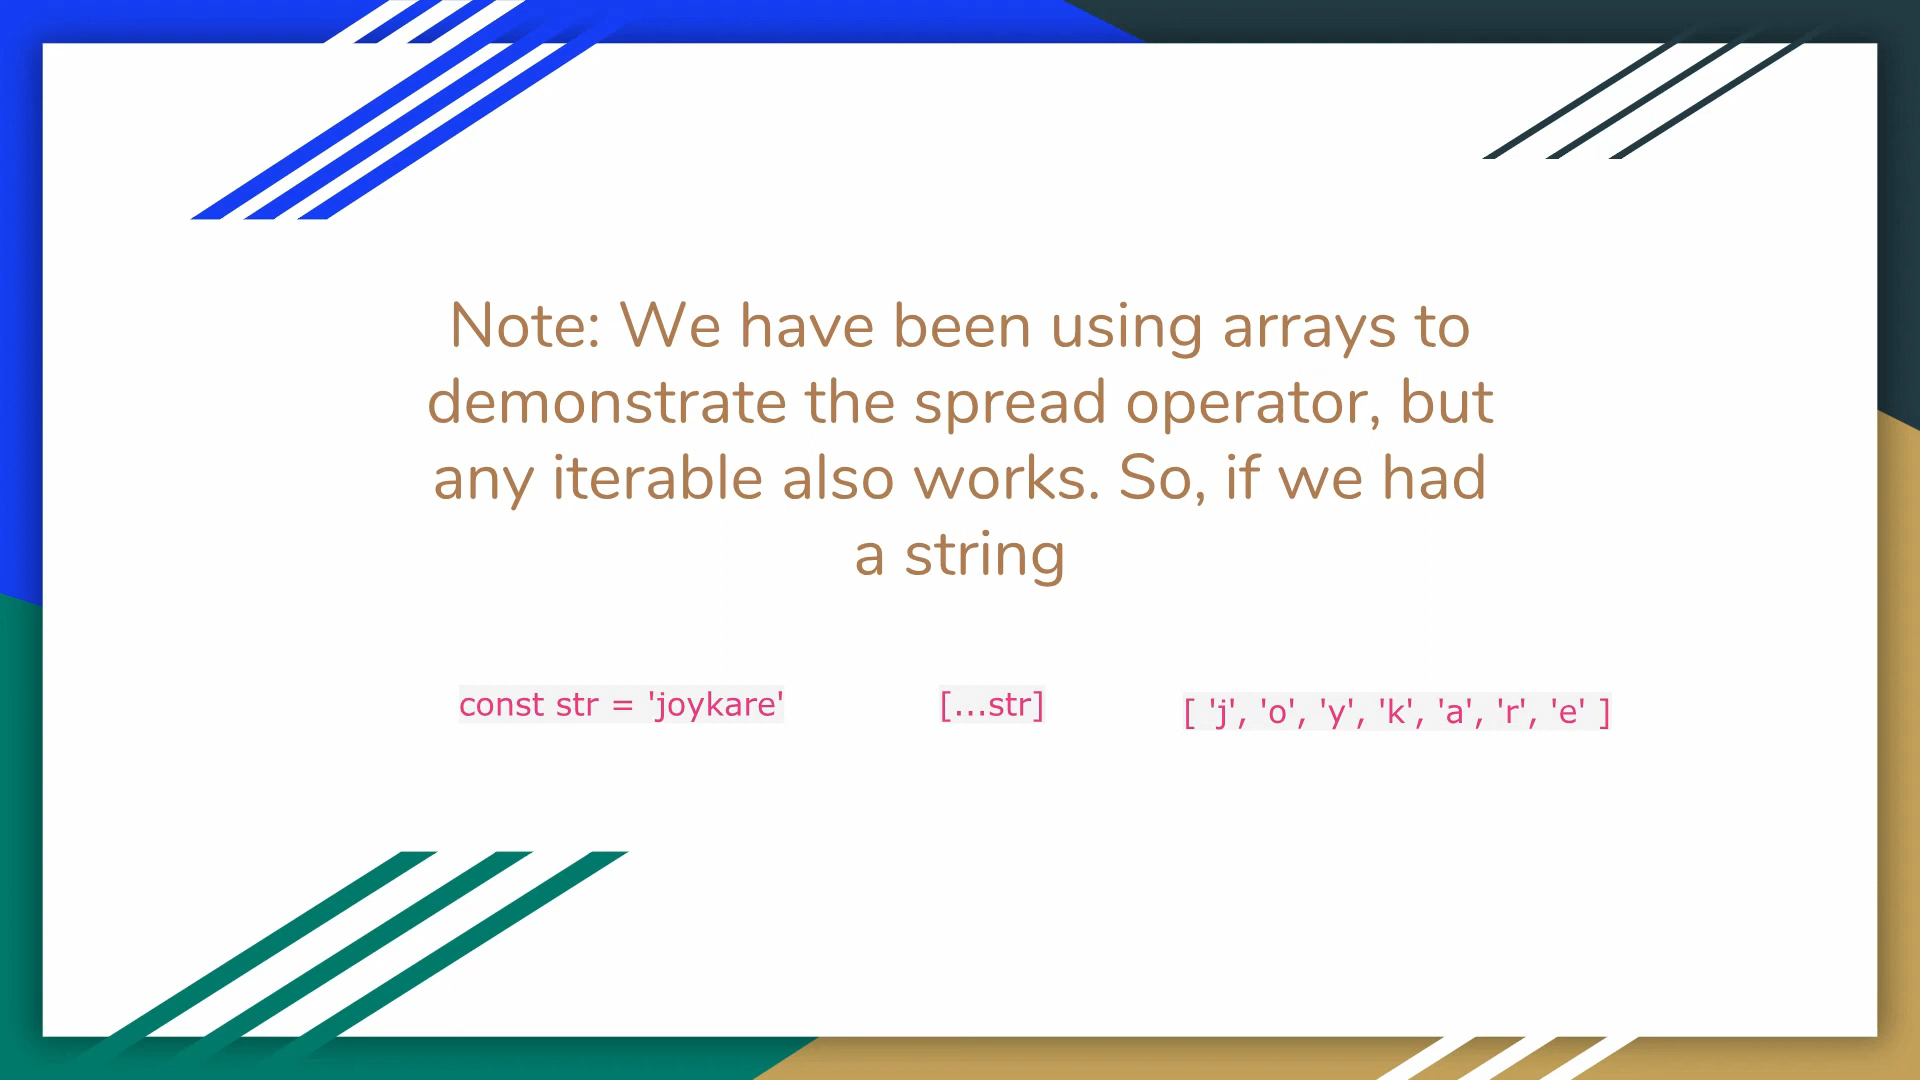 Note: We have been using arrays to
demonstrate the spread operator, but
any iterable also works. So, if we had
a string
const str = 'joykare'
[...str]
[ 'j', 'o', 'y', 'k', 'a', 'r', 'e' ]